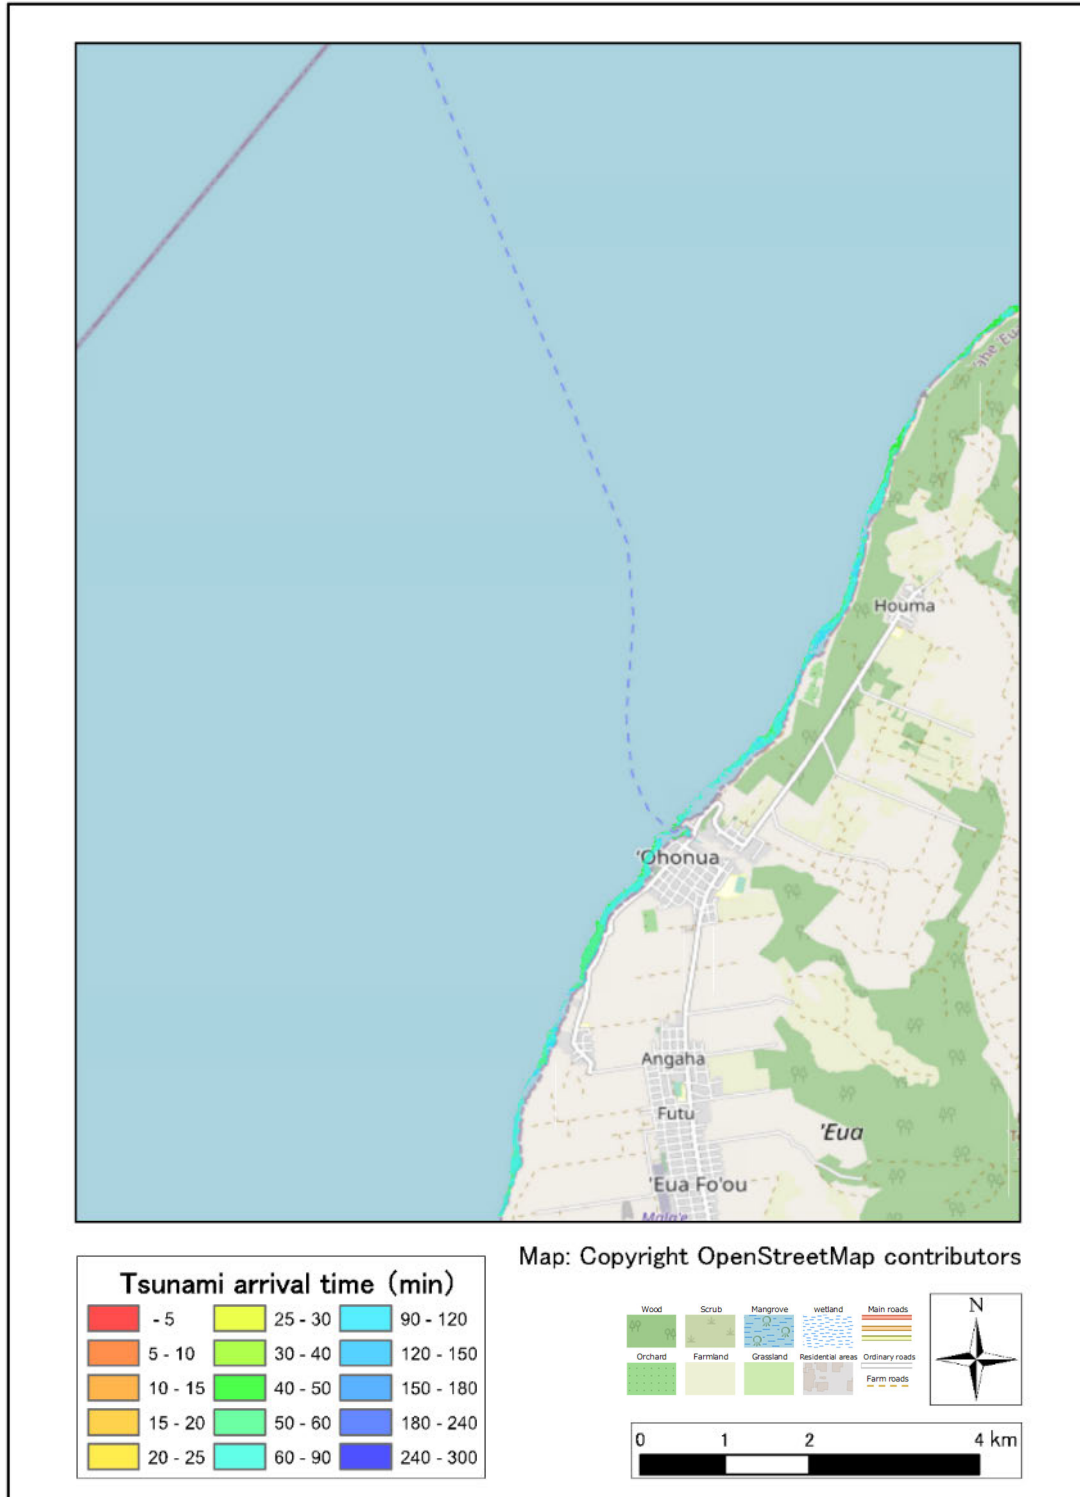 'ahe 'Eu
Houma
'Ohonua
Angaha
Futu
'Eua
'Eua Fo'ou
Mala'e
Map: Copyright OpenStreetMap contributors
Tsunami arrival time (min)
- 5
25 - 30
90 - 120
5 - 10
30 - 40
120 - 150
10 - 15
40 - 50
150 - 180
15 - 20
50 - 60
180 - 240
20 - 25
60 - 90
240 - 300
Wood
Scrub
Mangrove
wetland
Main roads
Orchard
Farmland
Grassland
Residential areas
Ordinary roads
Farm roads
N
0 1 2 4 km